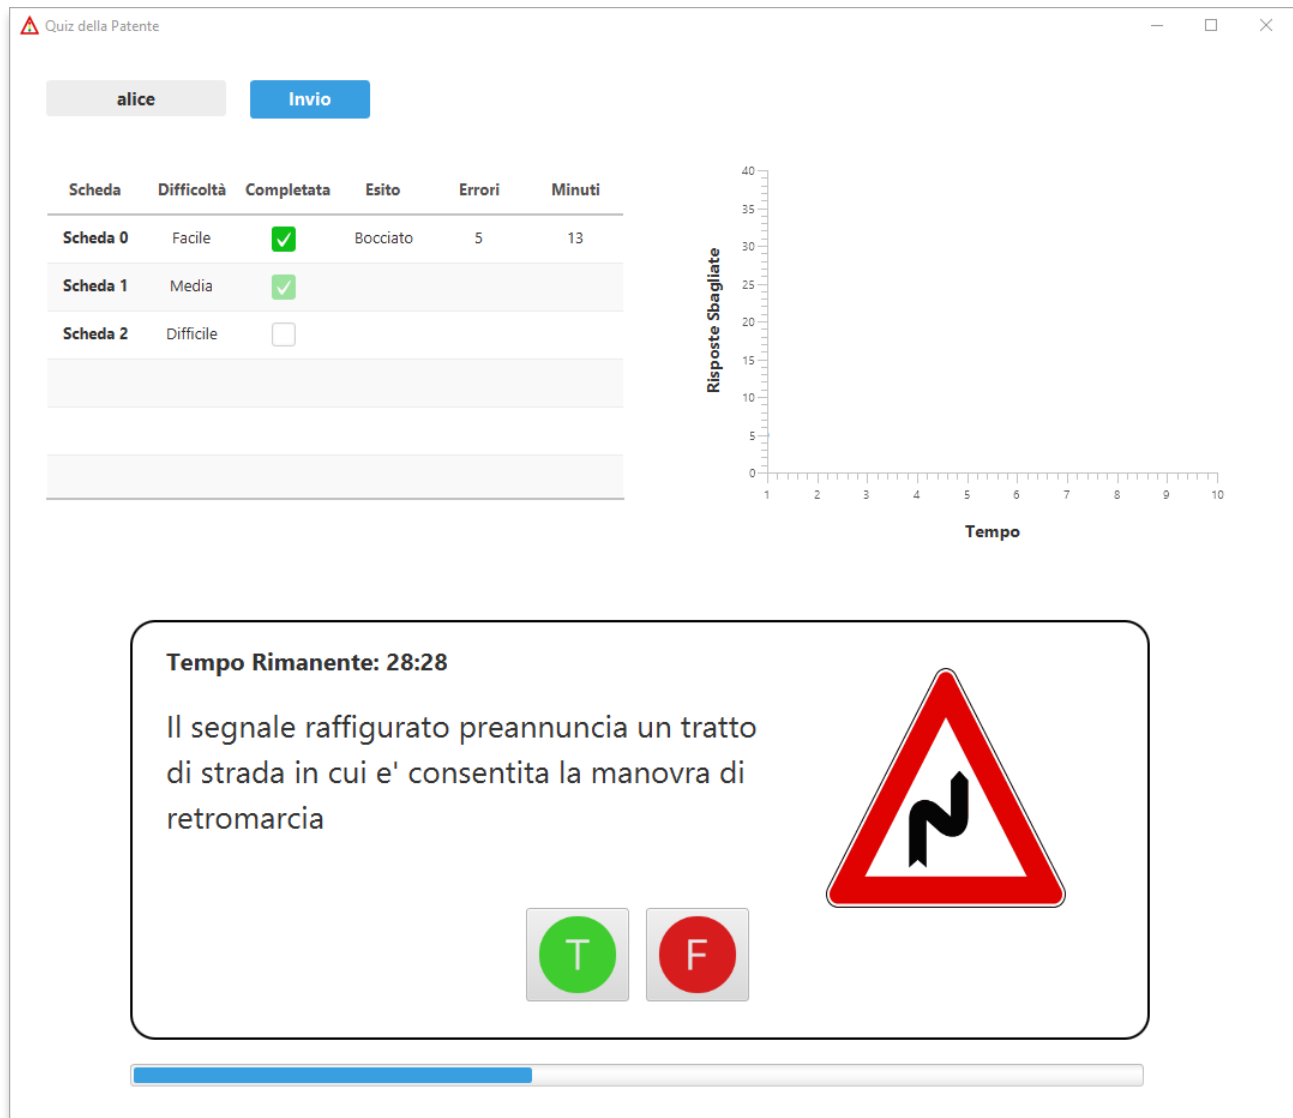 Quiz della Patente
alice
Invio
Scheda Difficoltà Completata Esito Errori Minuti
Scheda 0 Facile Bocciato 5 13
Scheda 1 Media
Scheda 2 Difficile
Risposte Sbagliate
40
35
30
25
20
15
10
5
0
1 2 3 4 5 6 7 8 9 10
Tempo
Tempo Rimanente: 28:28
Il segnale raffigurato preannuncia un tratto
di strada in cui e' consentita la manovra di
retromarcia
T F